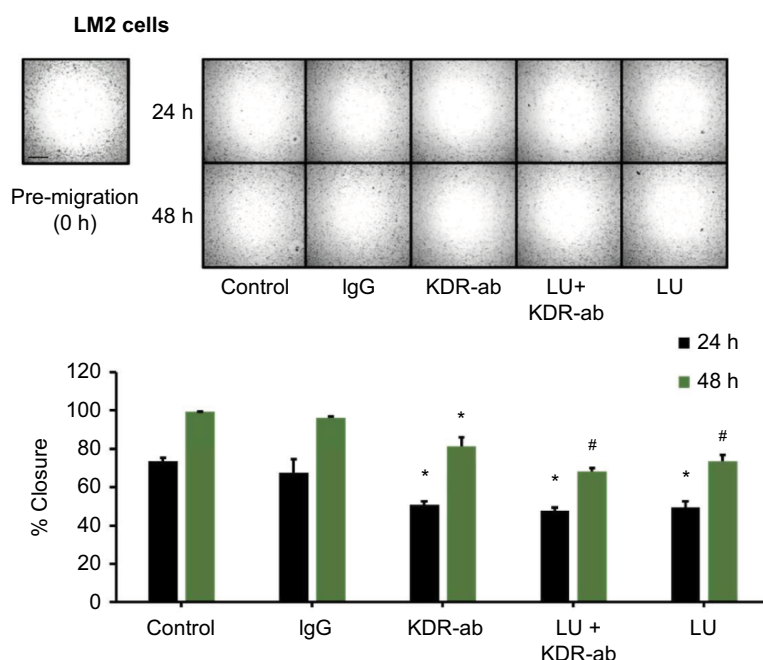 LM2 cells
24 h
Pre-migration
(0 h)
48 h
Control IgG KDR-ab LU+ LU
KDR-ab
24 h
48 h
120
100
80
60
40
20
0
% Closure
* * * # * #
Control IgG KDR-ab LU + LU
KDR-ab